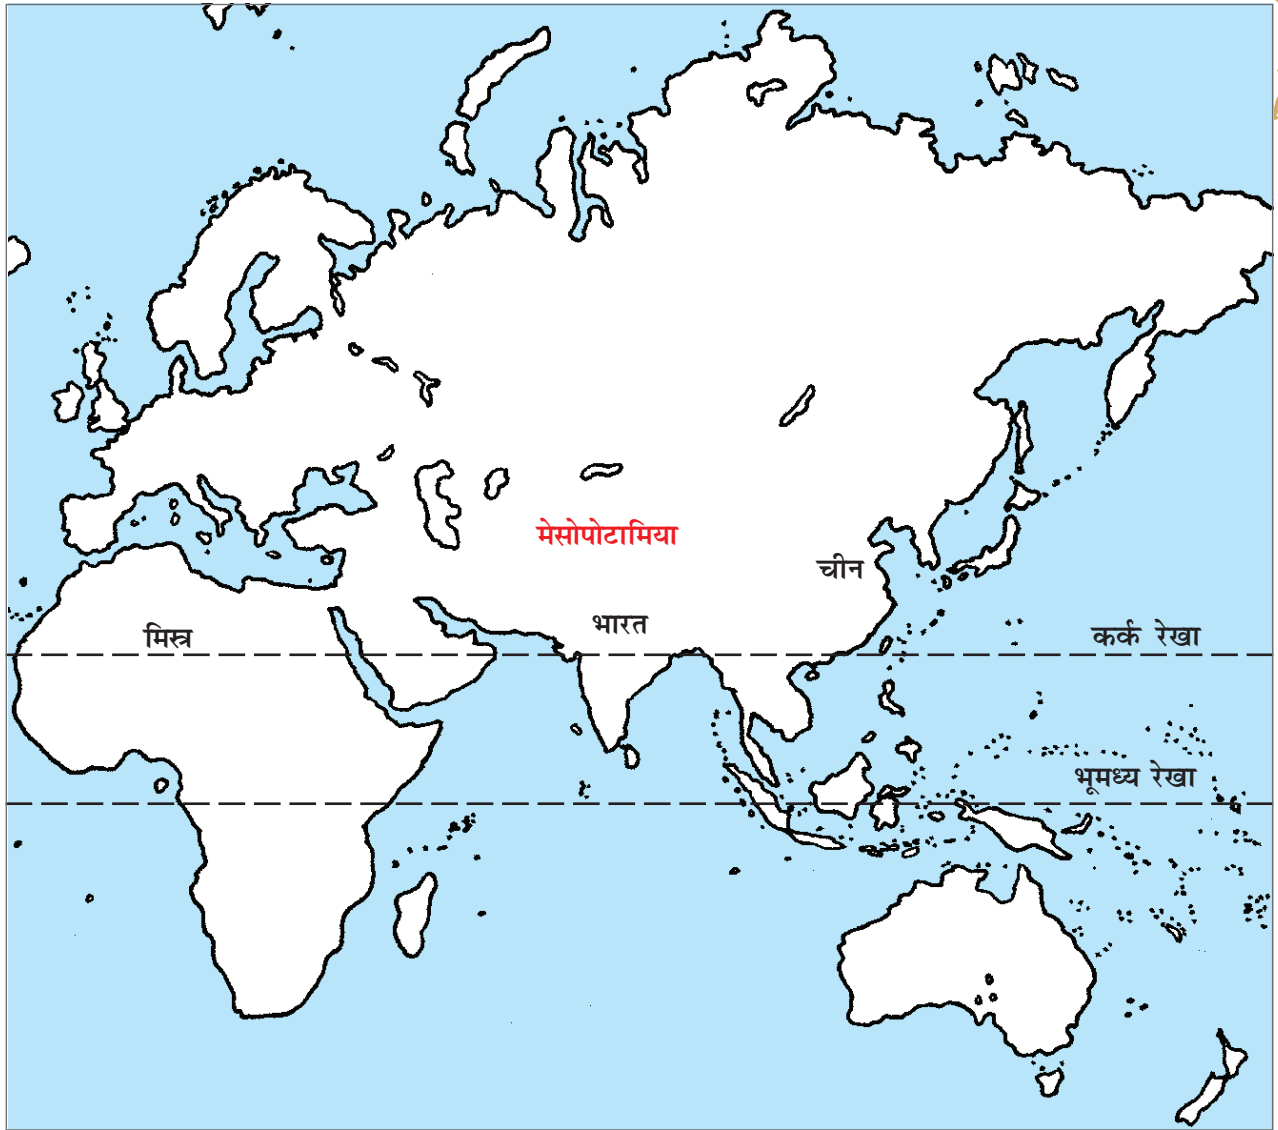 मेसोपोटामिया
चीन
भारत
मिस्त्र
कर्क रेखा
भूमध्य रेखा